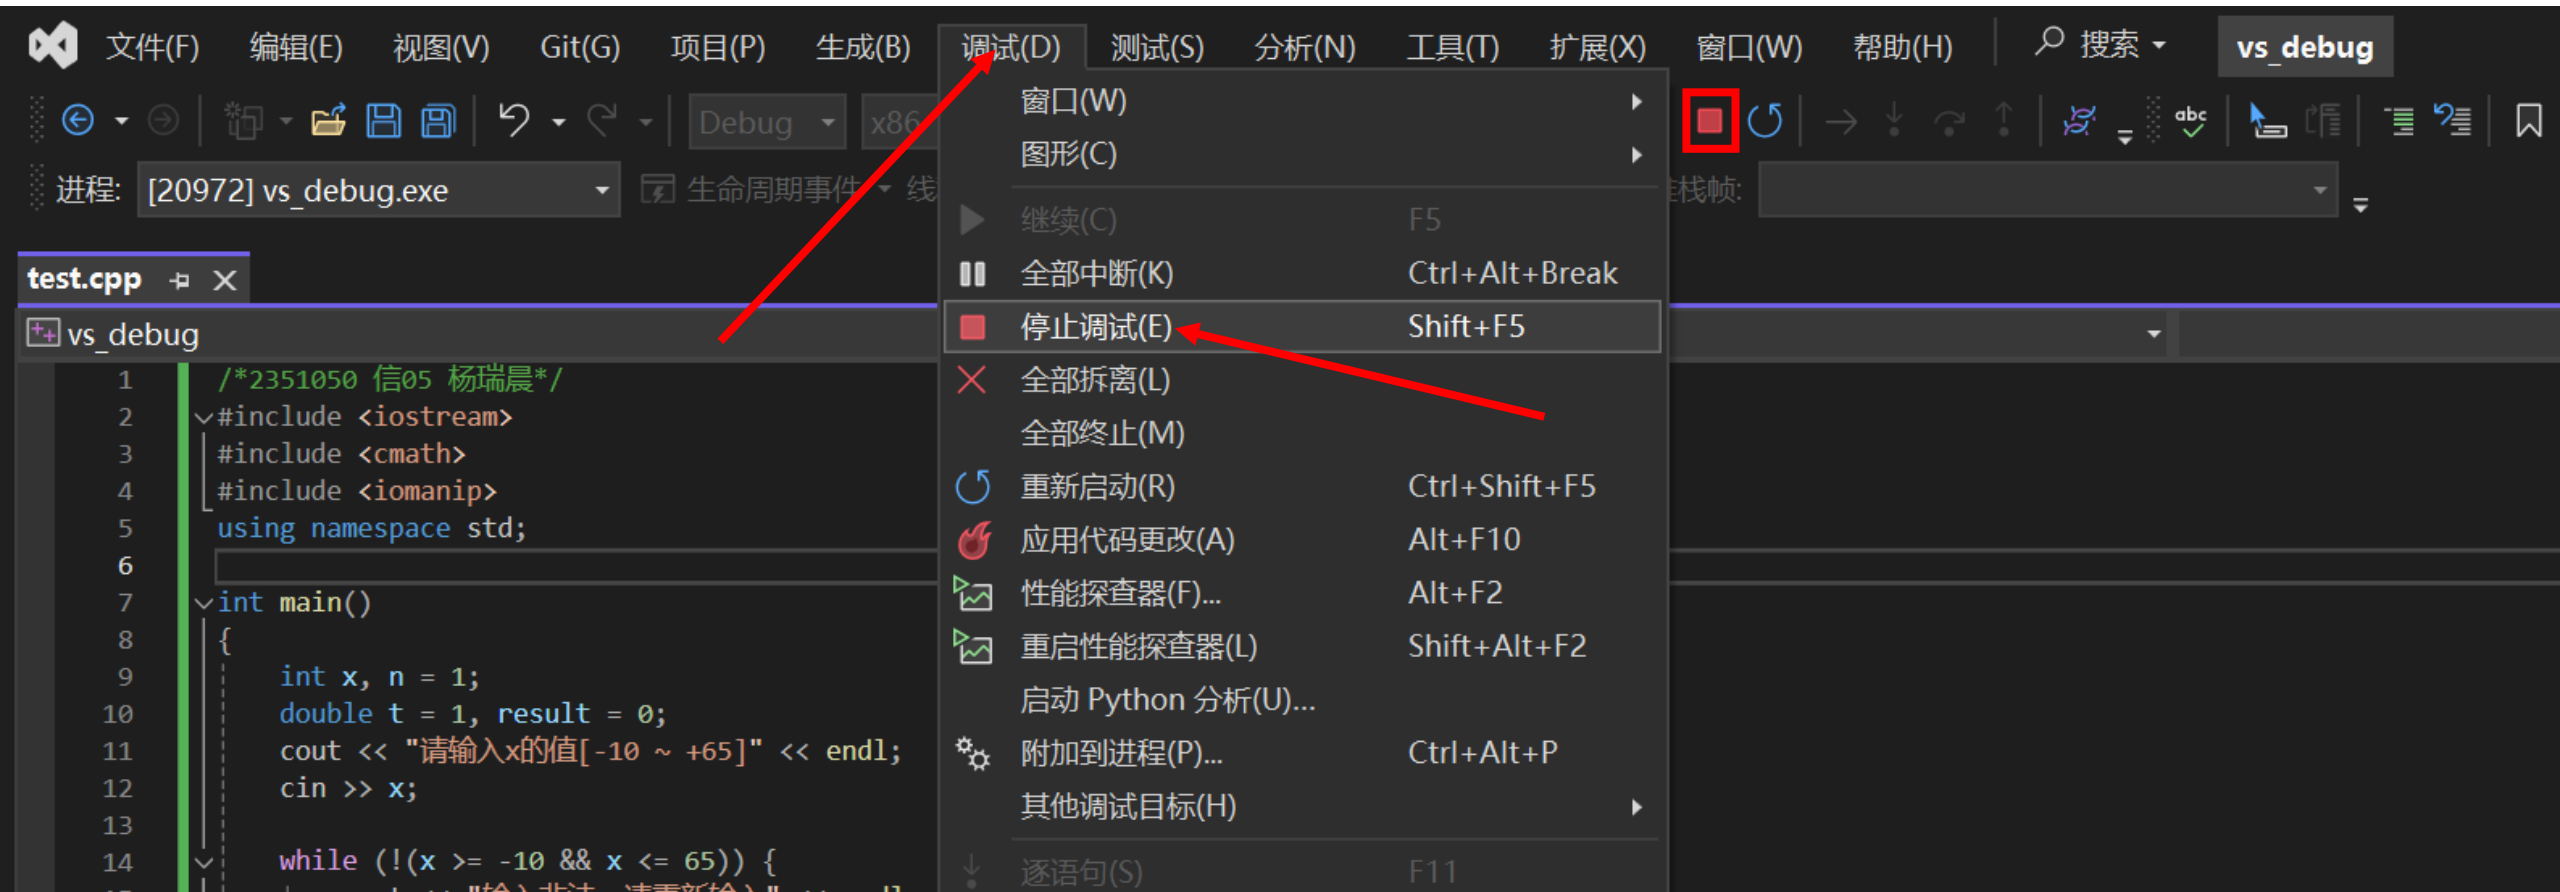 文件(F) 编辑(E) 视图(V) Git(G) 项目(P) 生成(B) 调试(D) 测试(S) 分析(N) 工具(T) 扩展(X) 窗口(W) 帮助(H) 搜索 vs_debug
Debug x86
进程: [20972] vs_debug.exe 生命周期事件 线 栈帧:
窗口(W)
图形(C)
继续(C) F5
全部中断(K) Ctrl+Alt+Break
停止调试(E) Shift+F5
全部拆离(L)
全部终止(M)
重新启动(R) Ctrl+Shift+F5
应用代码更改(A) Alt+F10
性能探查器(F)... Alt+F2
重启性能探查器(L) Shift+Alt+F2
启动 Python 分析(U)...
附加到进程(P)... Ctrl+Alt+P
其他调试目标(H)
逐语句(S) F11
test.cpp
vs_debug
1 /*2351050 信05 杨瑞晨*/
2 #include <iostream>
3 #include <cmath>
4 #include <iomanip>
5 using namespace std;
6
7 int main()
8 {
9 int x, n = 1;
10 double t = 1, result = 0;
11 cout << "请输入x的值[-10 ~ +65]" << endl;
12 cin >> x;
13
14 while (!(x >= -10 && x <= 65)) {